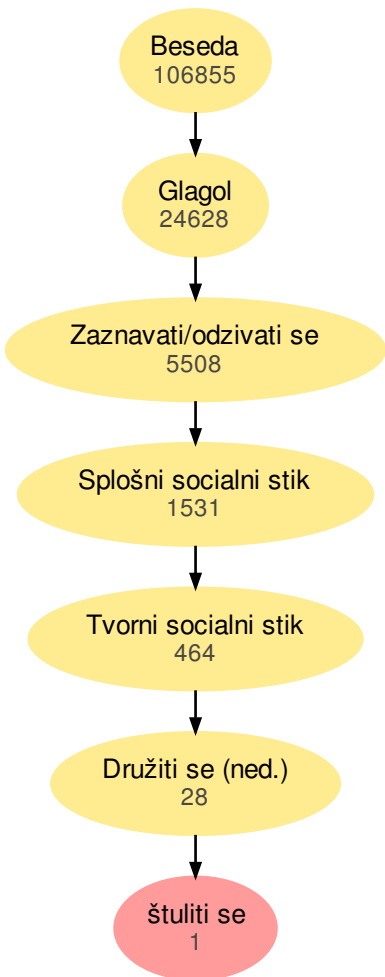 Beseda
106855
Glagol
24628
Zaznavati/odzivati se
5508
Splošni socialni stik
1531
Tvorni socialni stik
464
Družiti se (ned.)
28
štuliti se
1